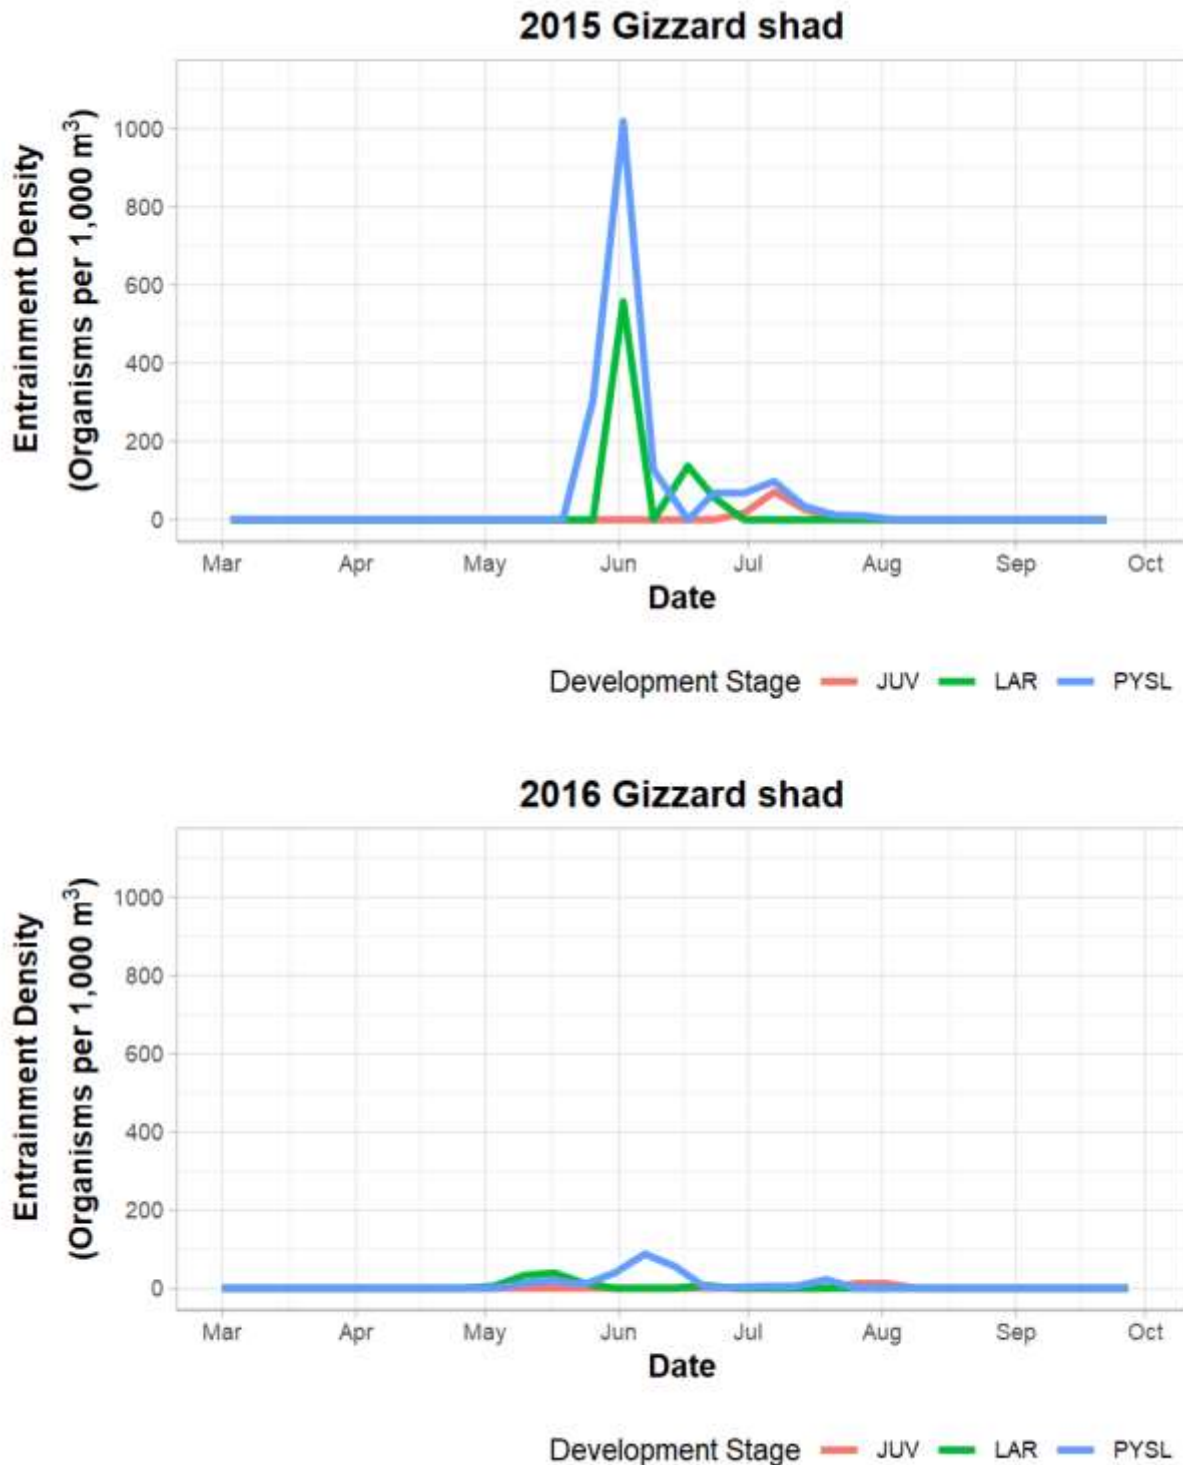 2015 Gizzard shad
Entrainment Density
(Organisms per 1,000 m³)
1000
800
600
400
200
0
Mar Apr May Jun Jul Aug Sep Oct
Date
Development Stage JUV LAR PYSL
2016 Gizzard shad
Entrainment Density
(Organisms per 1,000 m³)
1000
800
600
400
200
0
Mar Apr May Jun Jul Aug Sep Oct
Date
Development Stage JUV LAR PYSL